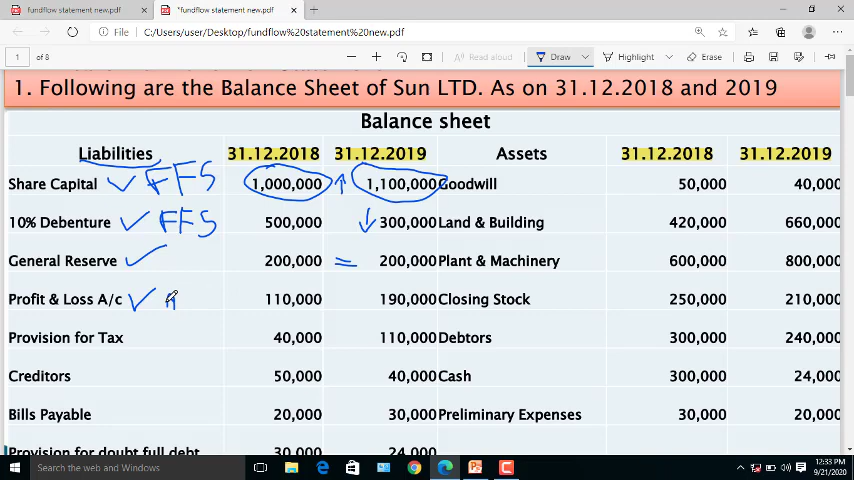 fundflow statement new.pdf
*fundflow statement new.pdf
File C:/Users/user/Desktop/fundflow%20statement%20new.pdf
1 of 8
Read aloud
Draw
Highlight
Erase
1. Following are the Balance Sheet of Sun LTD. As on 31.12.2018 and 2019
Balance sheet
Liabilities 31.12.2018 31.12.2019 Assets 31.12.2018 31.12.2019
Share Capital FFS 1,000,000 1,100,000 Goodwill 50,000 40,000
10% Debenture FFS 500,000 300,000 Land & Building 420,000 660,000
General Reserve 200,000 = 200,000 Plant & Machinery 600,000 800,000
Profit & Loss A/c 110,000 190,000 Closing Stock 250,000 210,000
Provision for Tax 40,000 110,000 Debtors 300,000 240,000
Creditors 50,000 40,000 Cash 300,000 24,000
Bills Payable 20,000 30,000 Preliminary Expenses 30,000 20,000
Provision for doubt full debt 30,000 24,000
Search the web and Windows
12:33 PM
9/21/2020